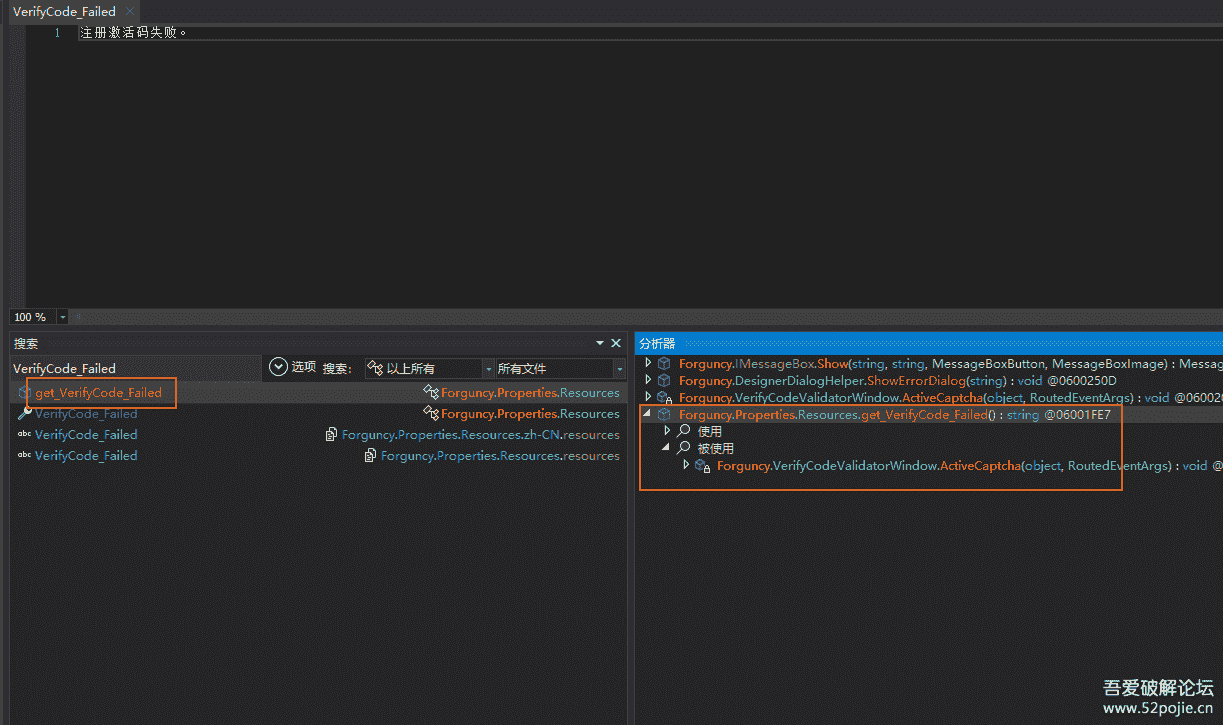 VerifyCode_Failed
1 注册激活码失败。
100 %
搜索
VerifyCode_Failed 选项 搜索: 以上所有 所有文件
get_VerifyCode_Failed Forguncy.Properties.Resources
VerifyCode_Failed Forguncy.Properties.Resources
abc VerifyCode_Failed Forguncy.Properties.Resources.zh-CN.resources
abc VerifyCode_Failed Forguncy.Properties.Resources.resources
分析器
Forguncy.IMessageBox.Show(string, string, MessageBoxButton, MessageBoxImage) : Messag
Forguncy.DesignerDialogHelper.ShowErrorDialog(string) : void @0600250D
Forguncy.VerifyCodeValidatorWindow.ActiveCaptcha(object, RoutedEventArgs) : void @06002
Forguncy.Properties.Resources.get_VerifyCode_Failed() : string @06001FE7
使用
被使用
Forguncy.VerifyCodeValidatorWindow.ActiveCaptcha(object, RoutedEventArgs) : void @
吾爱破解论坛
www.52pojie.cn